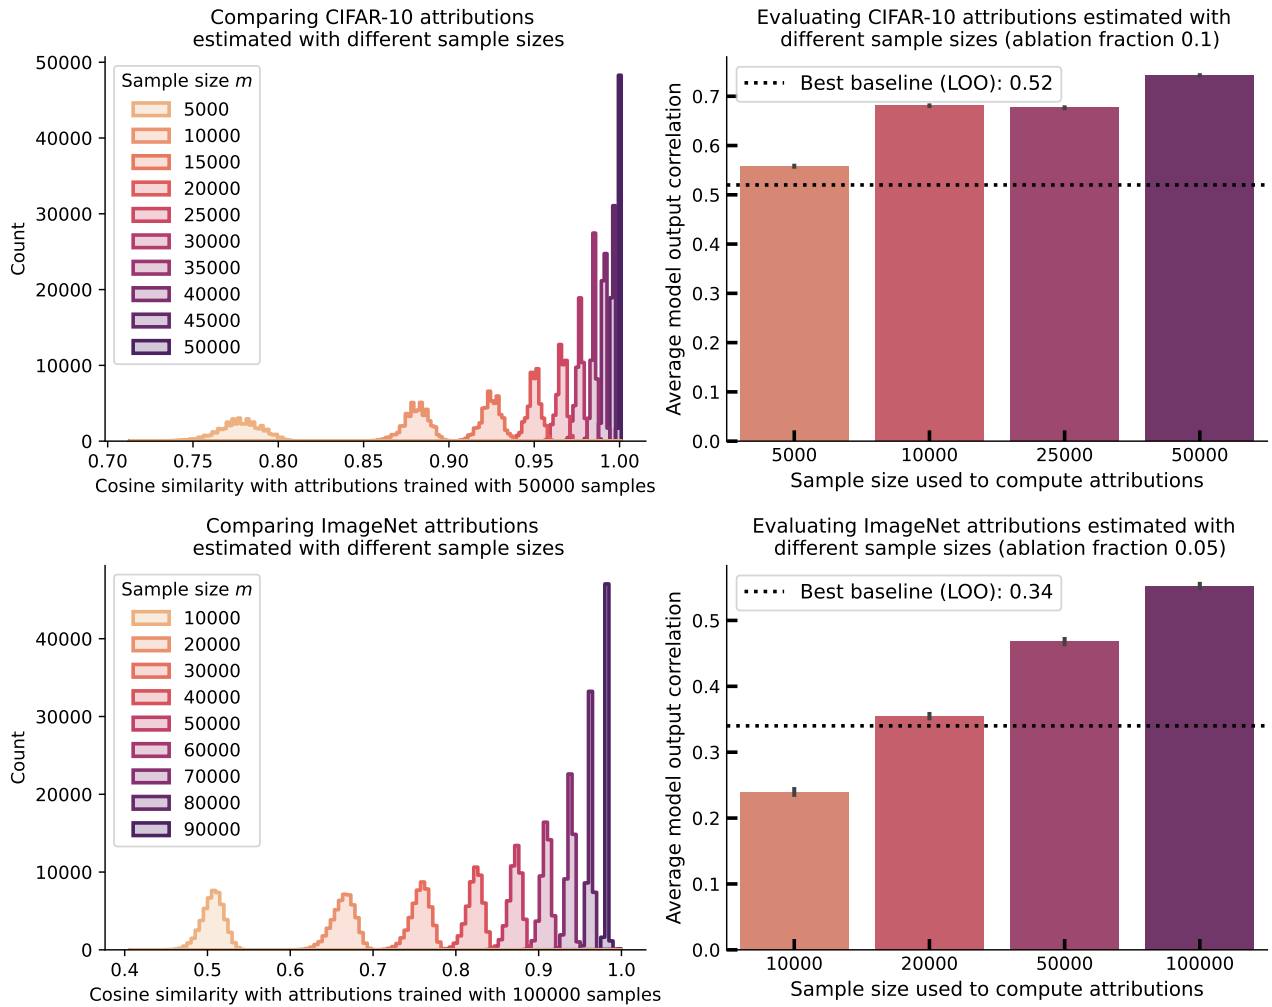 Comparing CIFAR-10 attributions
estimated with different sample sizes
50000
40000
30000
20000
10000
0
Count
Sample size m
5000
10000
15000
20000
25000
30000
35000
40000
45000
50000
0.70 0.75 0.80 0.85 0.90 0.95 1.00
Cosine similarity with attributions trained with 50000 samples
Evaluating CIFAR-10 attributions estimated with
different sample sizes (ablation fraction 0.1)
Best baseline (LOO): 0.52
0.7
0.6
0.5
0.4
0.3
0.2
0.1
0.0
Average model output correlation
5000 10000 25000 50000
Sample size used to compute attributions
Comparing ImageNet attributions
estimated with different sample sizes
40000
30000
20000
10000
0
Count
Sample size m
10000
20000
30000
40000
50000
60000
70000
80000
90000
0.4 0.5 0.6 0.7 0.8 0.9 1.0
Cosine similarity with attributions trained with 100000 samples
Evaluating ImageNet attributions estimated with
different sample sizes (ablation fraction 0.05)
Best baseline (LOO): 0.34
0.5
0.4
0.3
0.2
0.1
0.0
Average model output correlation
10000 20000 50000 100000
Sample size used to compute attributions